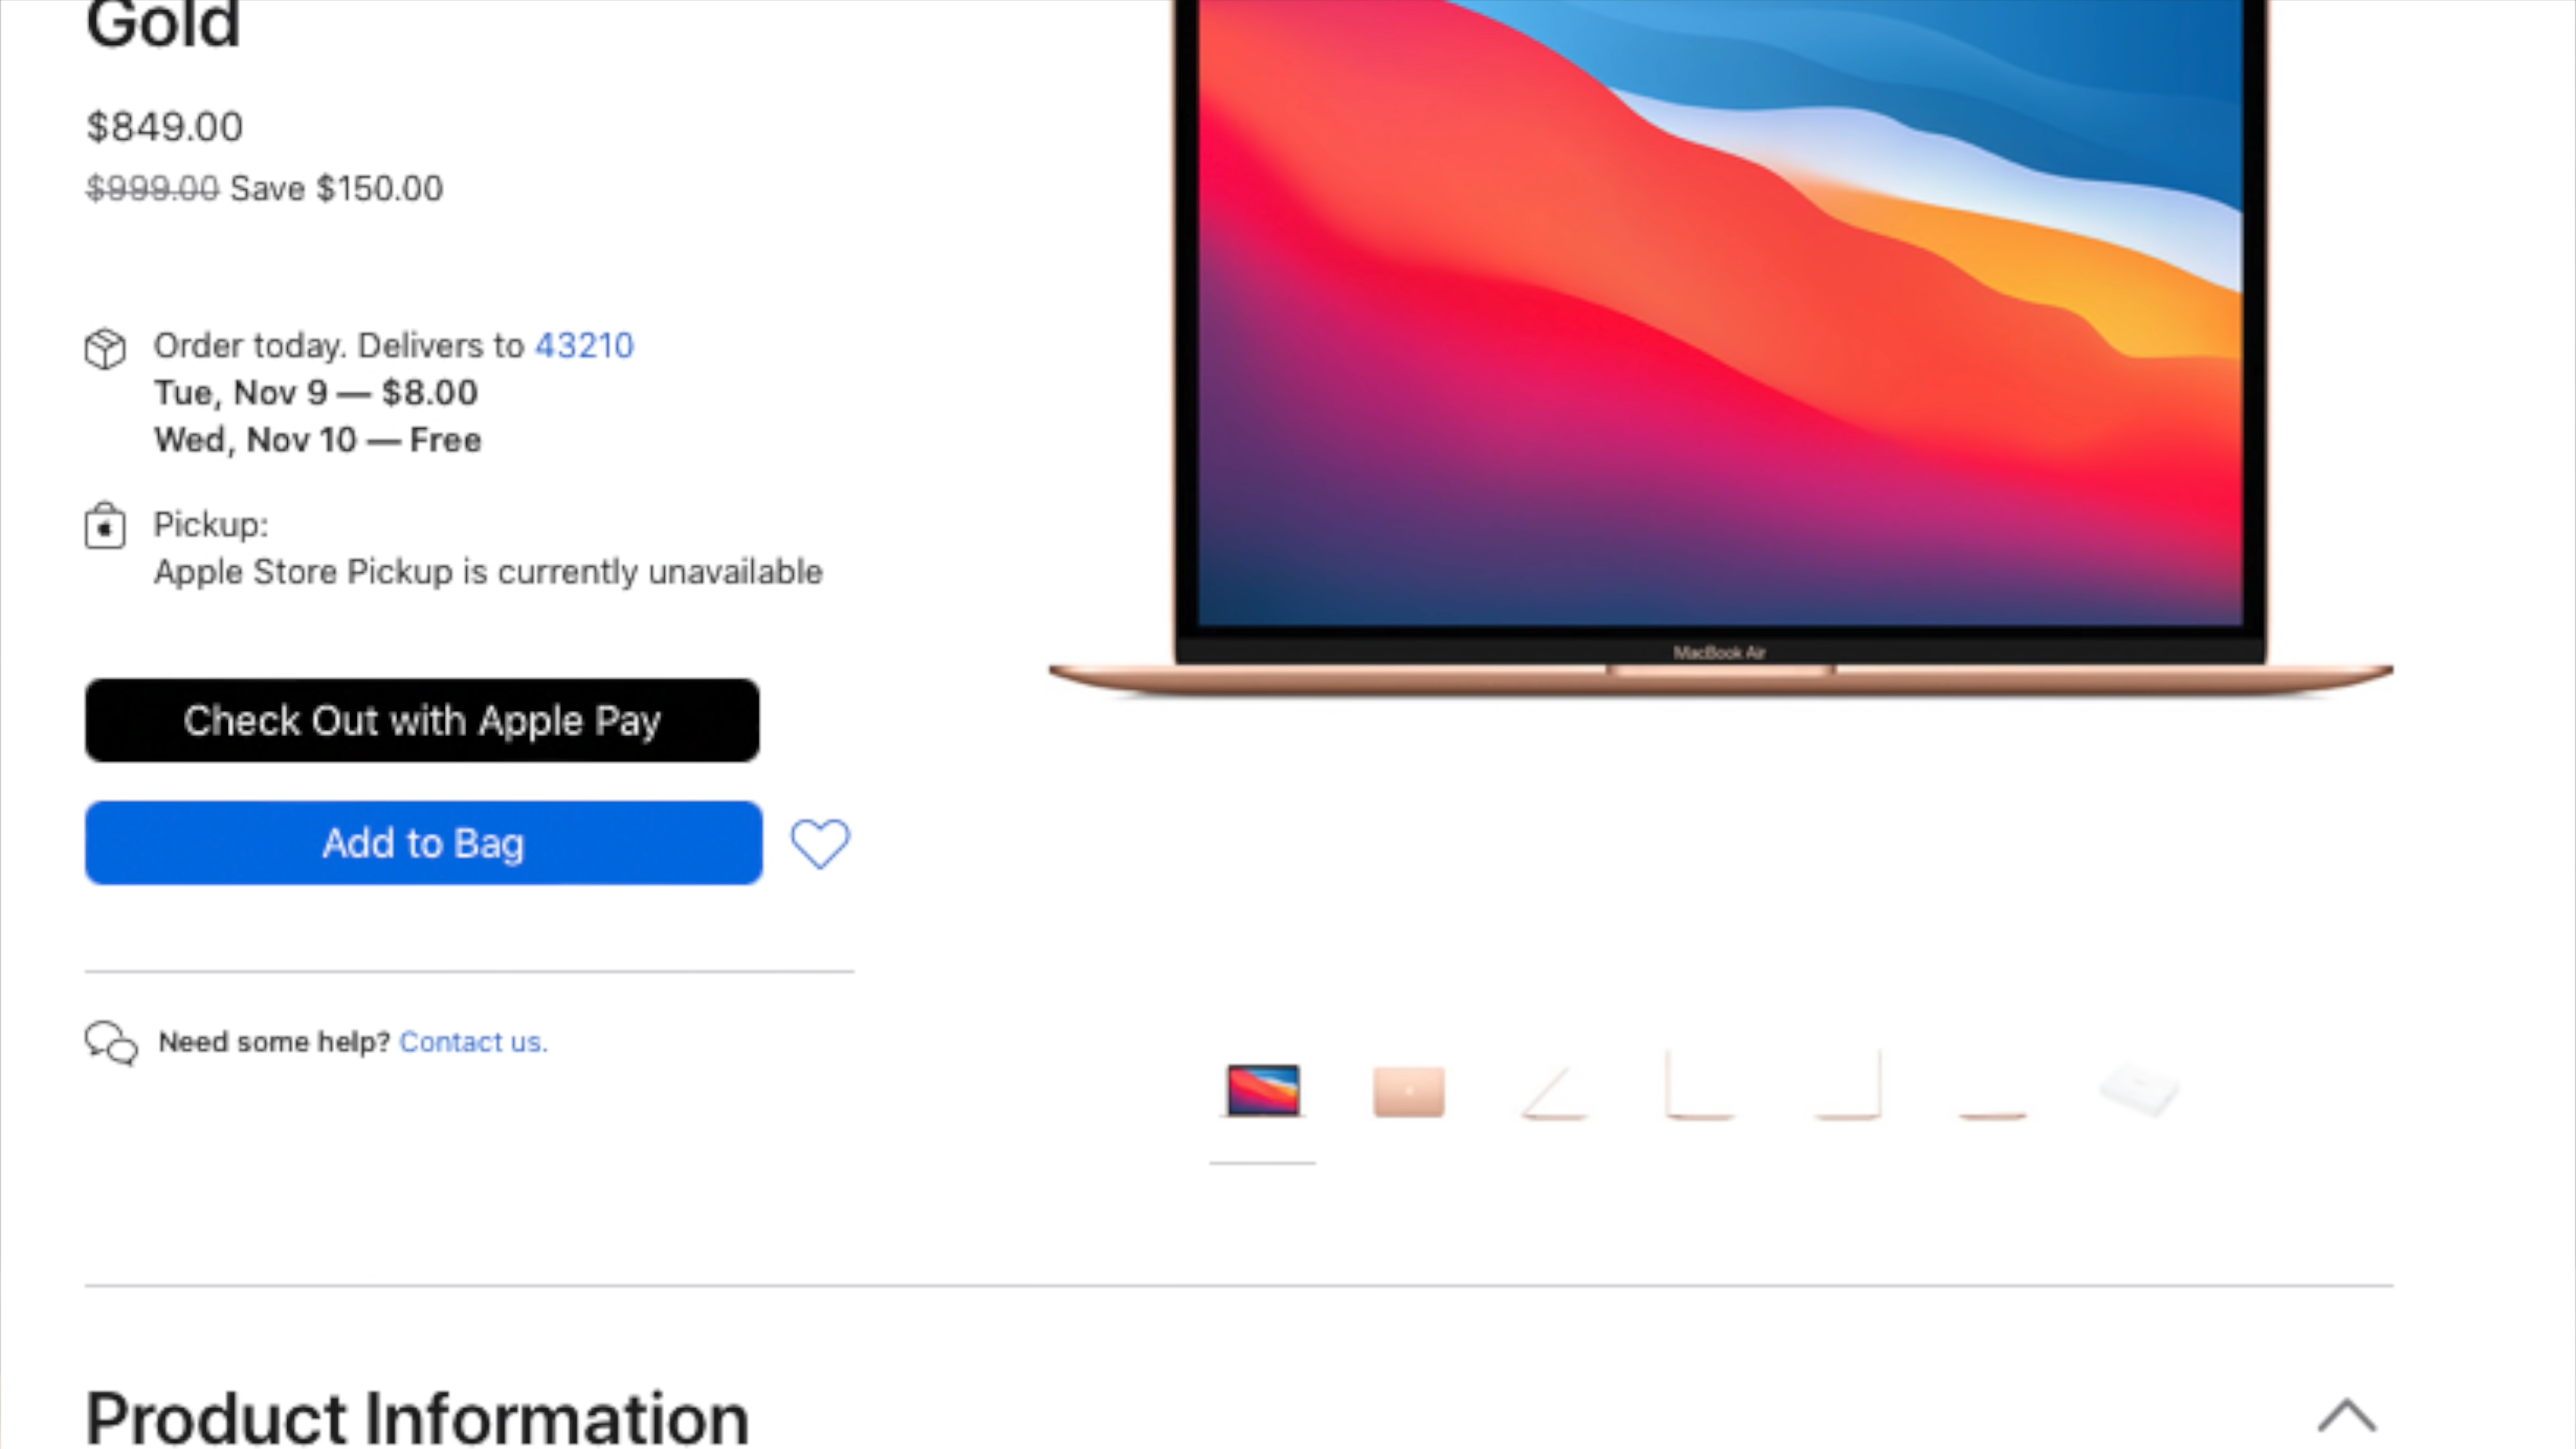 Gold
$849.00
$999.00 Save $150.00
Order today. Delivers to 43210
Tue, Nov 9 — $8.00
Wed, Nov 10 — Free
Pickup:
Apple Store Pickup is currently unavailable
Check Out with Apple Pay
Add to Bag
Need some help? Contact us.
MacBook Air
Product Information